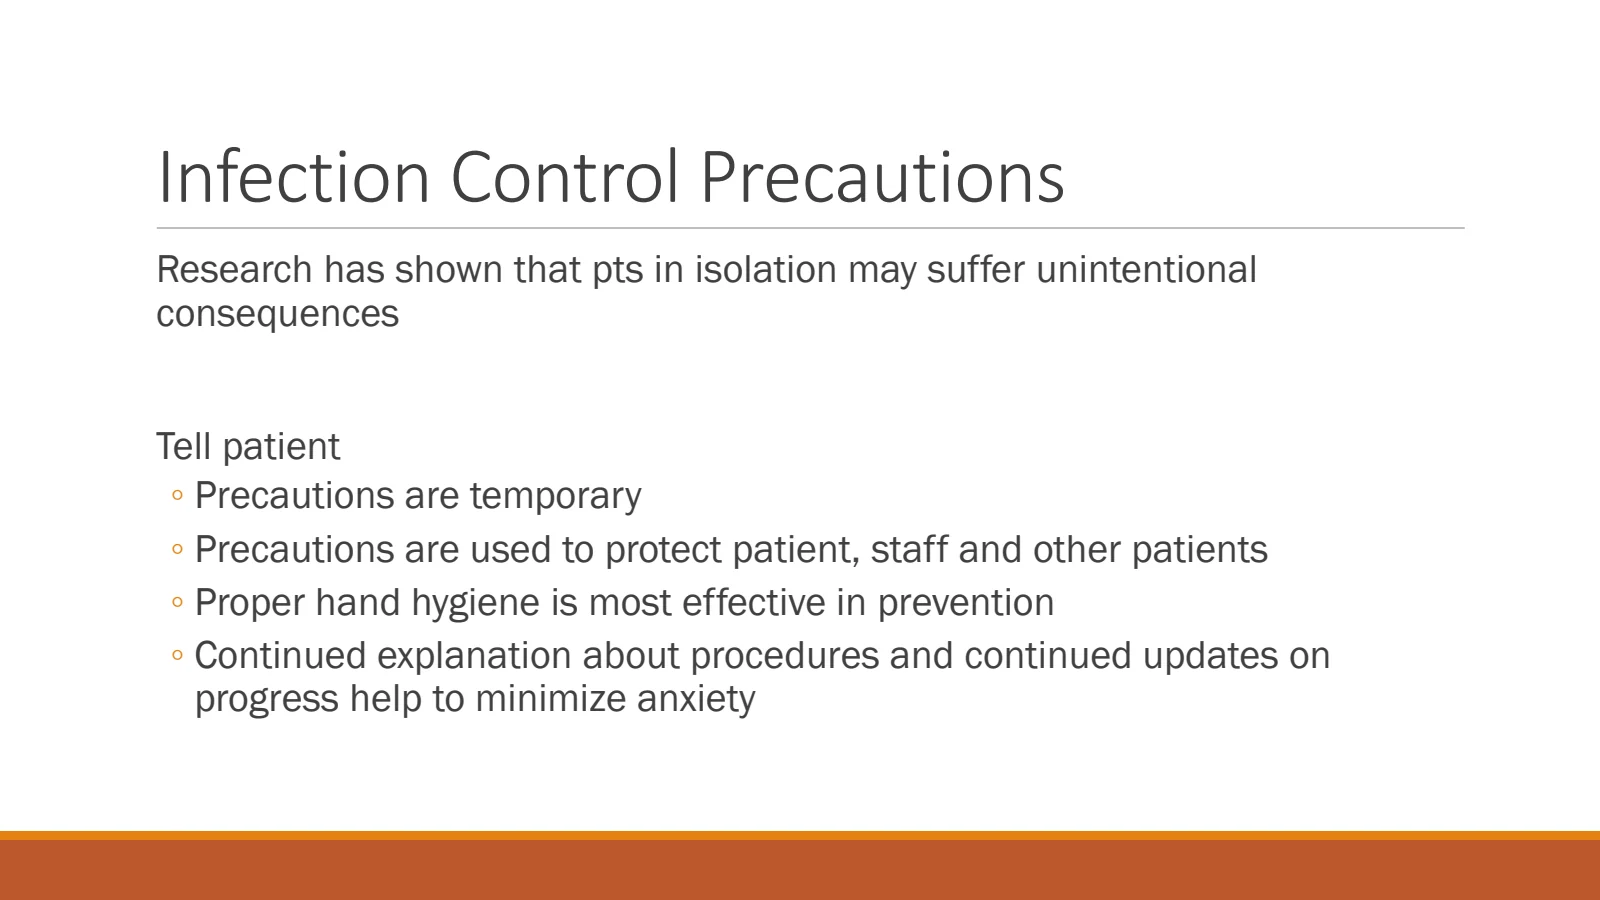 Infection Control Precautions
Research has shown that pts in isolation may suffer unintentional
consequences
Tell patient
◦ Precautions are temporary
◦ Precautions are used to protect patient, staff and other patients
◦ Proper hand hygiene is most effective in prevention
◦ Continued explanation about procedures and continued updates on
progress help to minimize anxiety